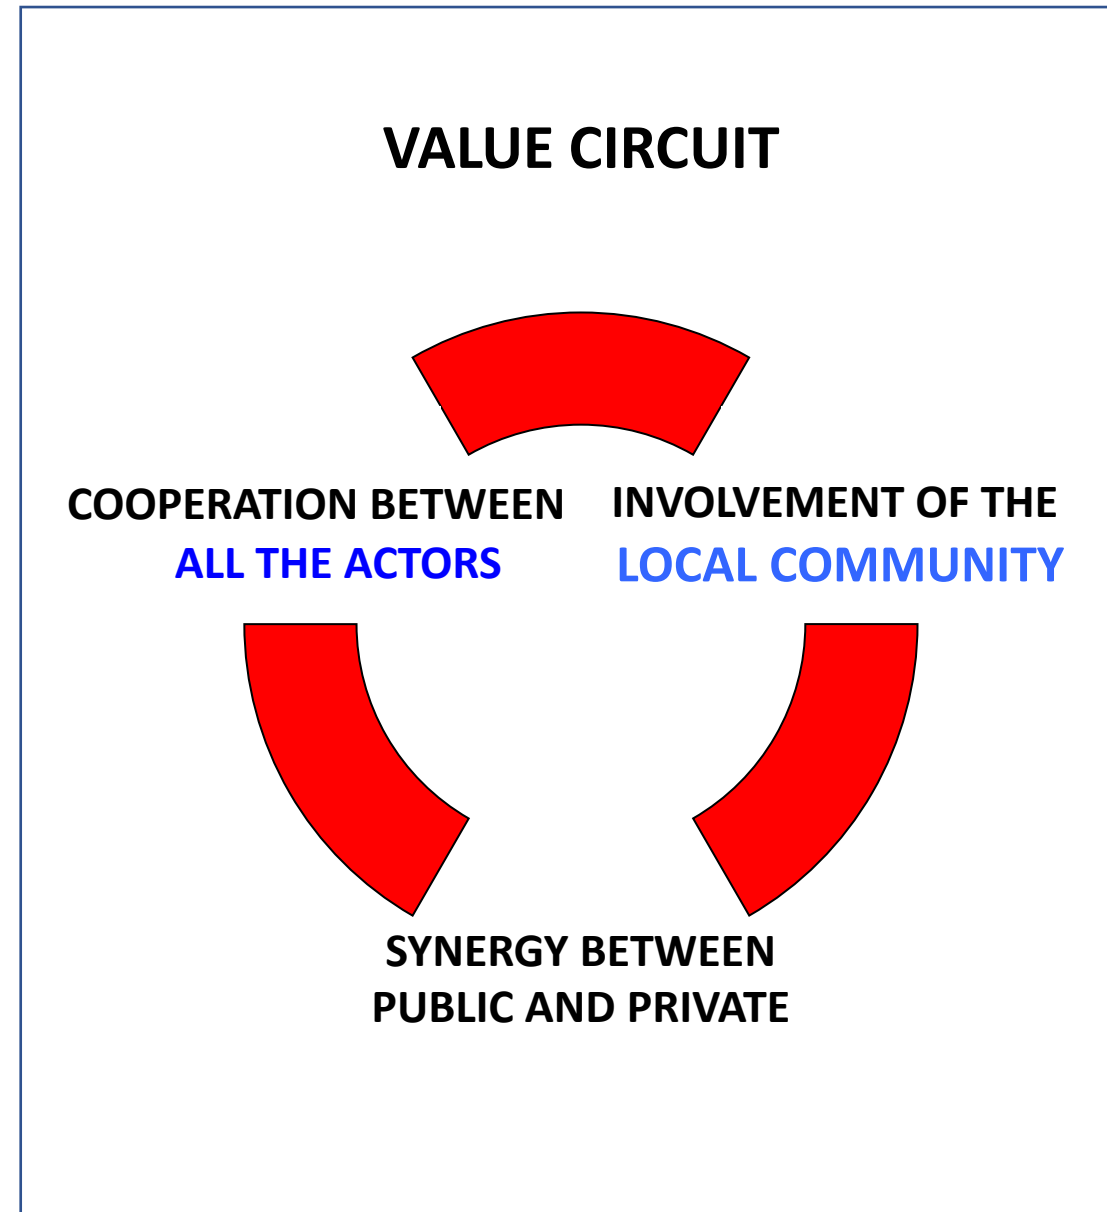 VALUE CIRCUIT
COOPERATION BETWEEN
ALL THE ACTORS
INVOLVEMENT OF THE
LOCAL COMMUNITY
SYNERGY BETWEEN
PUBLIC AND PRIVATE